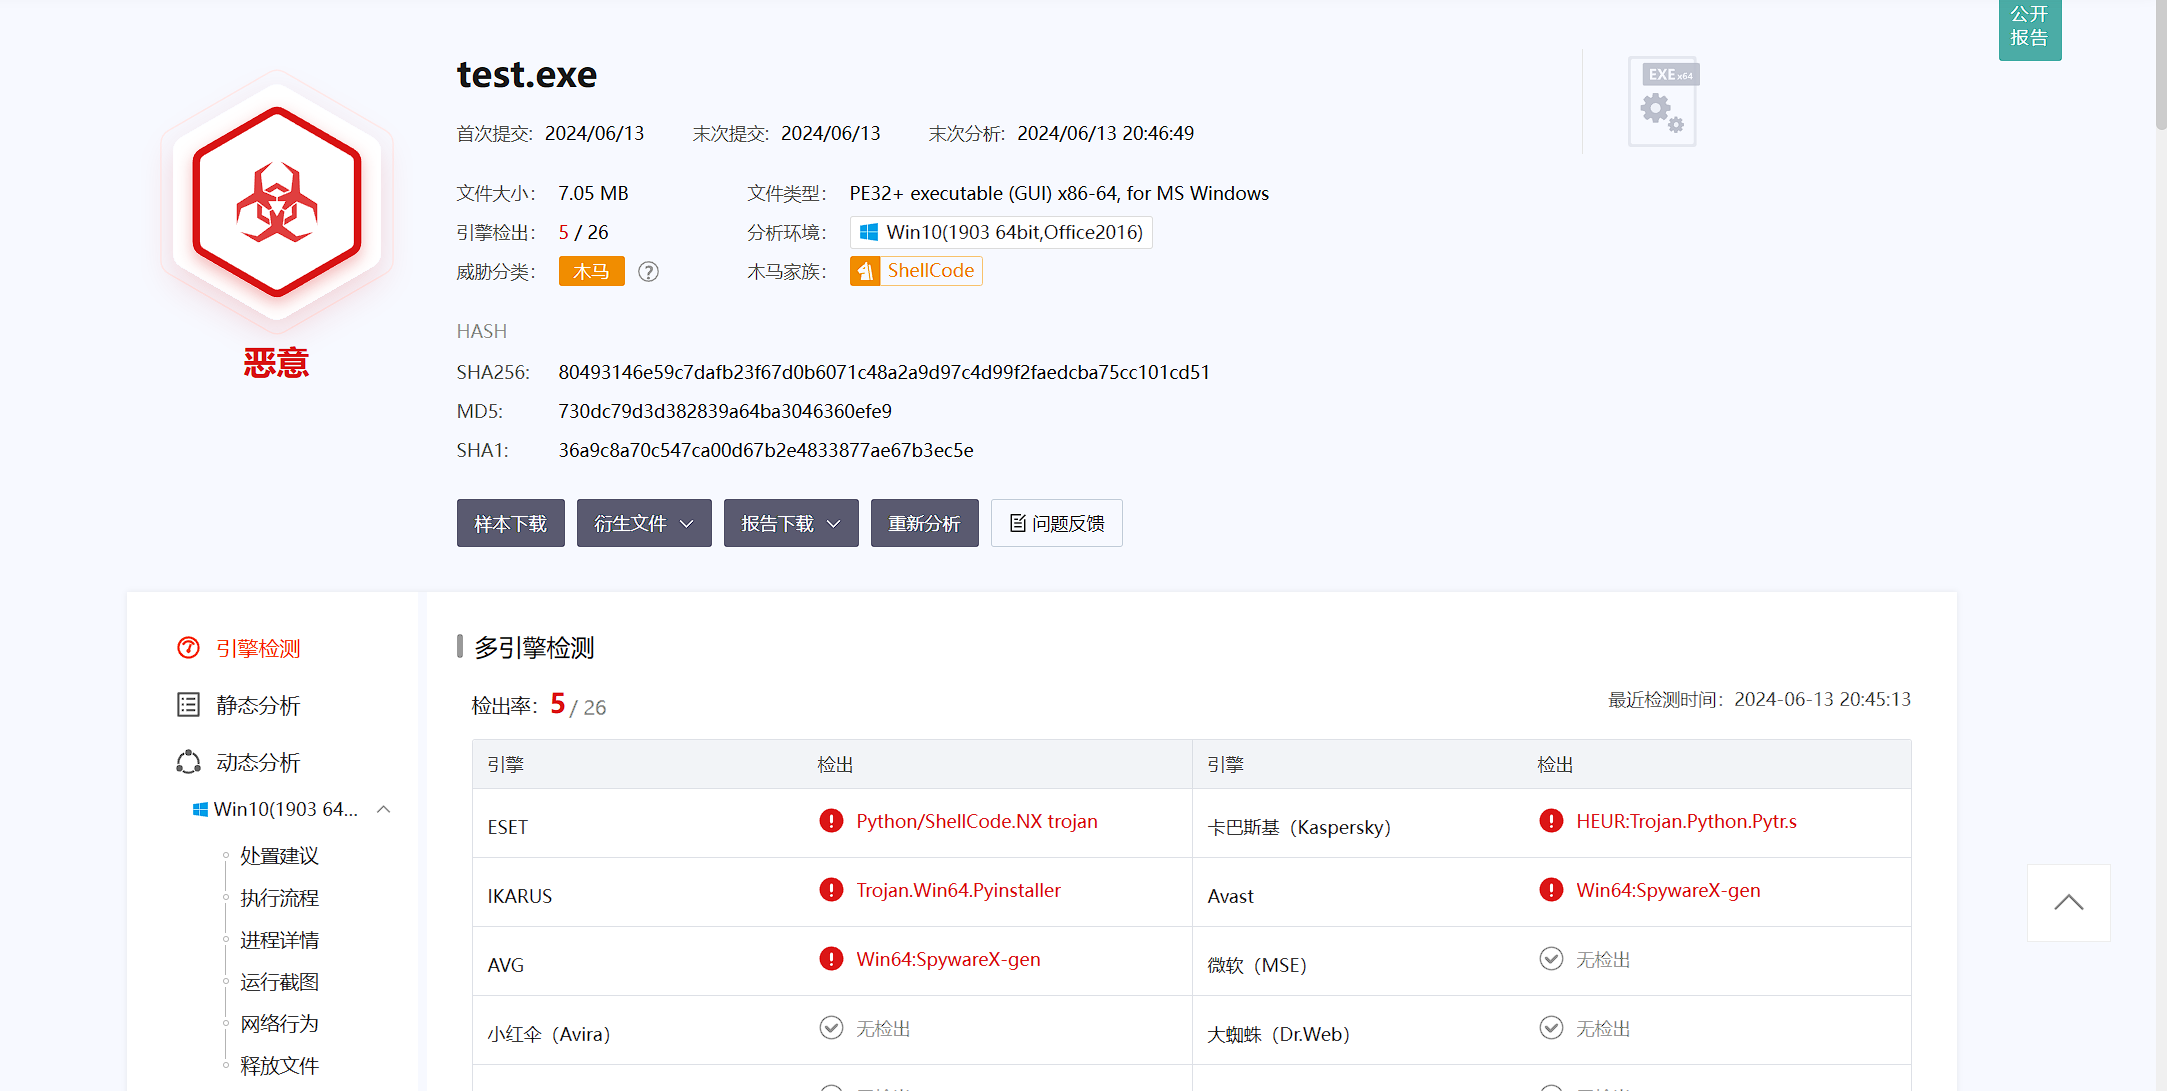 公开
报告
test.exe
EXE x64
首次提交: 2024/06/13 末次提交: 2024/06/13 末次分析: 2024/06/13 20:46:49
文件大小: 7.05 MB 文件类型: PE32+ executable (GUI) x86-64, for MS Windows
引擎检出: 5 / 26 分析环境: Win10(1903 64bit,Office2016)
威胁分类: 木马 ? 木马家族: ShellCode
恶意
HASH
SHA256: 80493146e59c7dafb23f67d0b6071c48a2a9d97c4d99f2faedcba75cc101cd51
MD5: 730dc79d3d382839a64ba3046360efe9
SHA1: 36a9c8a70c547ca00d67b2e4833877ae67b3ec5e
样本下载 衍生文件 报告下载 重新分析 问题反馈
引擎检测
静态分析
动态分析
Win10(1903 64...
处置建议
执行流程
进程详情
运行截图
网络行为
释放文件
多引擎检测
检出率: 5 / 26 最近检测时间: 2024-06-13 20:45:13
引擎 检出 引擎 检出
ESET Python/ShellCode.NX trojan 卡巴斯基（Kaspersky） HEUR:Trojan.Python.Pytr.s
IKARUS Trojan.Win64.Pyinstaller Avast Win64:SpywareX-gen
AVG Win64:SpywareX-gen 微软（MSE） 无检出
小红伞（Avira） 无检出 大蜘蛛（Dr.Web） 无检出